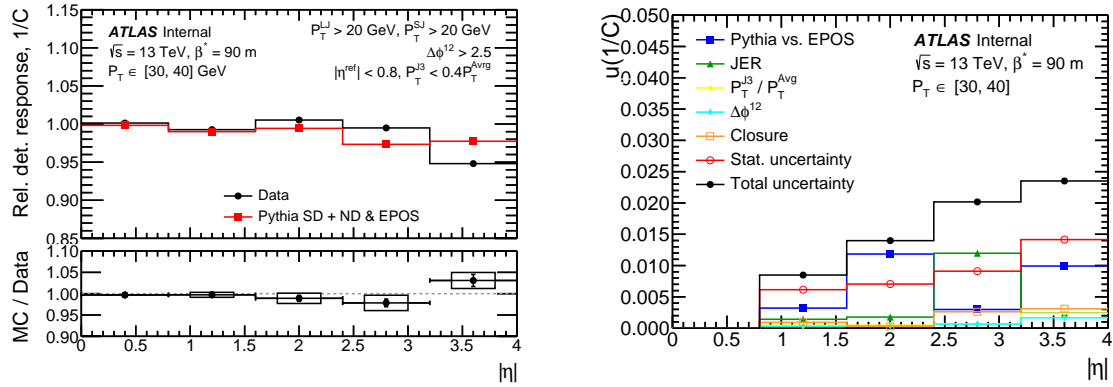 ATLAS Internal
√s = 13 TeV, β* = 90 m
P_T ∈ [30, 40] GeV
P_T^LJ > 20 GeV, P_T^SJ > 20 GeV
Δϕ^12 > 2.5
|η^ref| < 0.8, P_T^J3 < 0.4P_T^Avrg
Rel. det. response, 1/C
1.15
1.10
1.05
1.00
0.95
0.90
0.85
Data
Pythia SD + ND & EPOS
MC / Data
1.10
1.05
1.00
0.95
0.90
0 0.5 1 1.5 2 2.5 3 3.5 4
|η|
u(1/C)
0.050
0.045
0.040
0.035
0.030
0.025
0.020
0.015
0.010
0.005
0.000
Pythia vs. EPOS
JER
P_T^J3 / P_T^Avg
Δϕ^12
Closure
Stat. uncertainty
Total uncertainty
ATLAS Internal
√s = 13 TeV, β* = 90 m
P_T ∈ [30, 40]
0 0.5 1 1.5 2 2.5 3 3.5 4
|η|